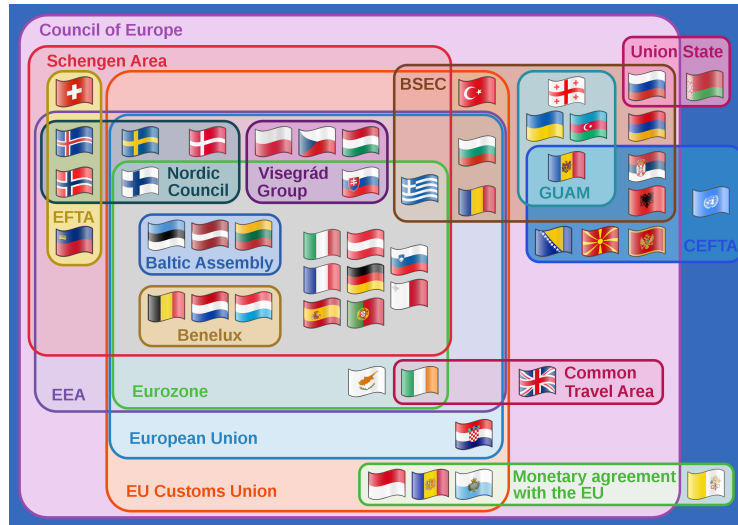 Council of Europe
Schengen Area
Union State
BSEC
Nordic
Council
Visegrád
Group
GUAM
EFTA
CEFTA
Baltic Assembly
Benelux
Common
Travel Area
EEA
Eurozone
European Union
EU Customs Union
Monetary agreement
with the EU